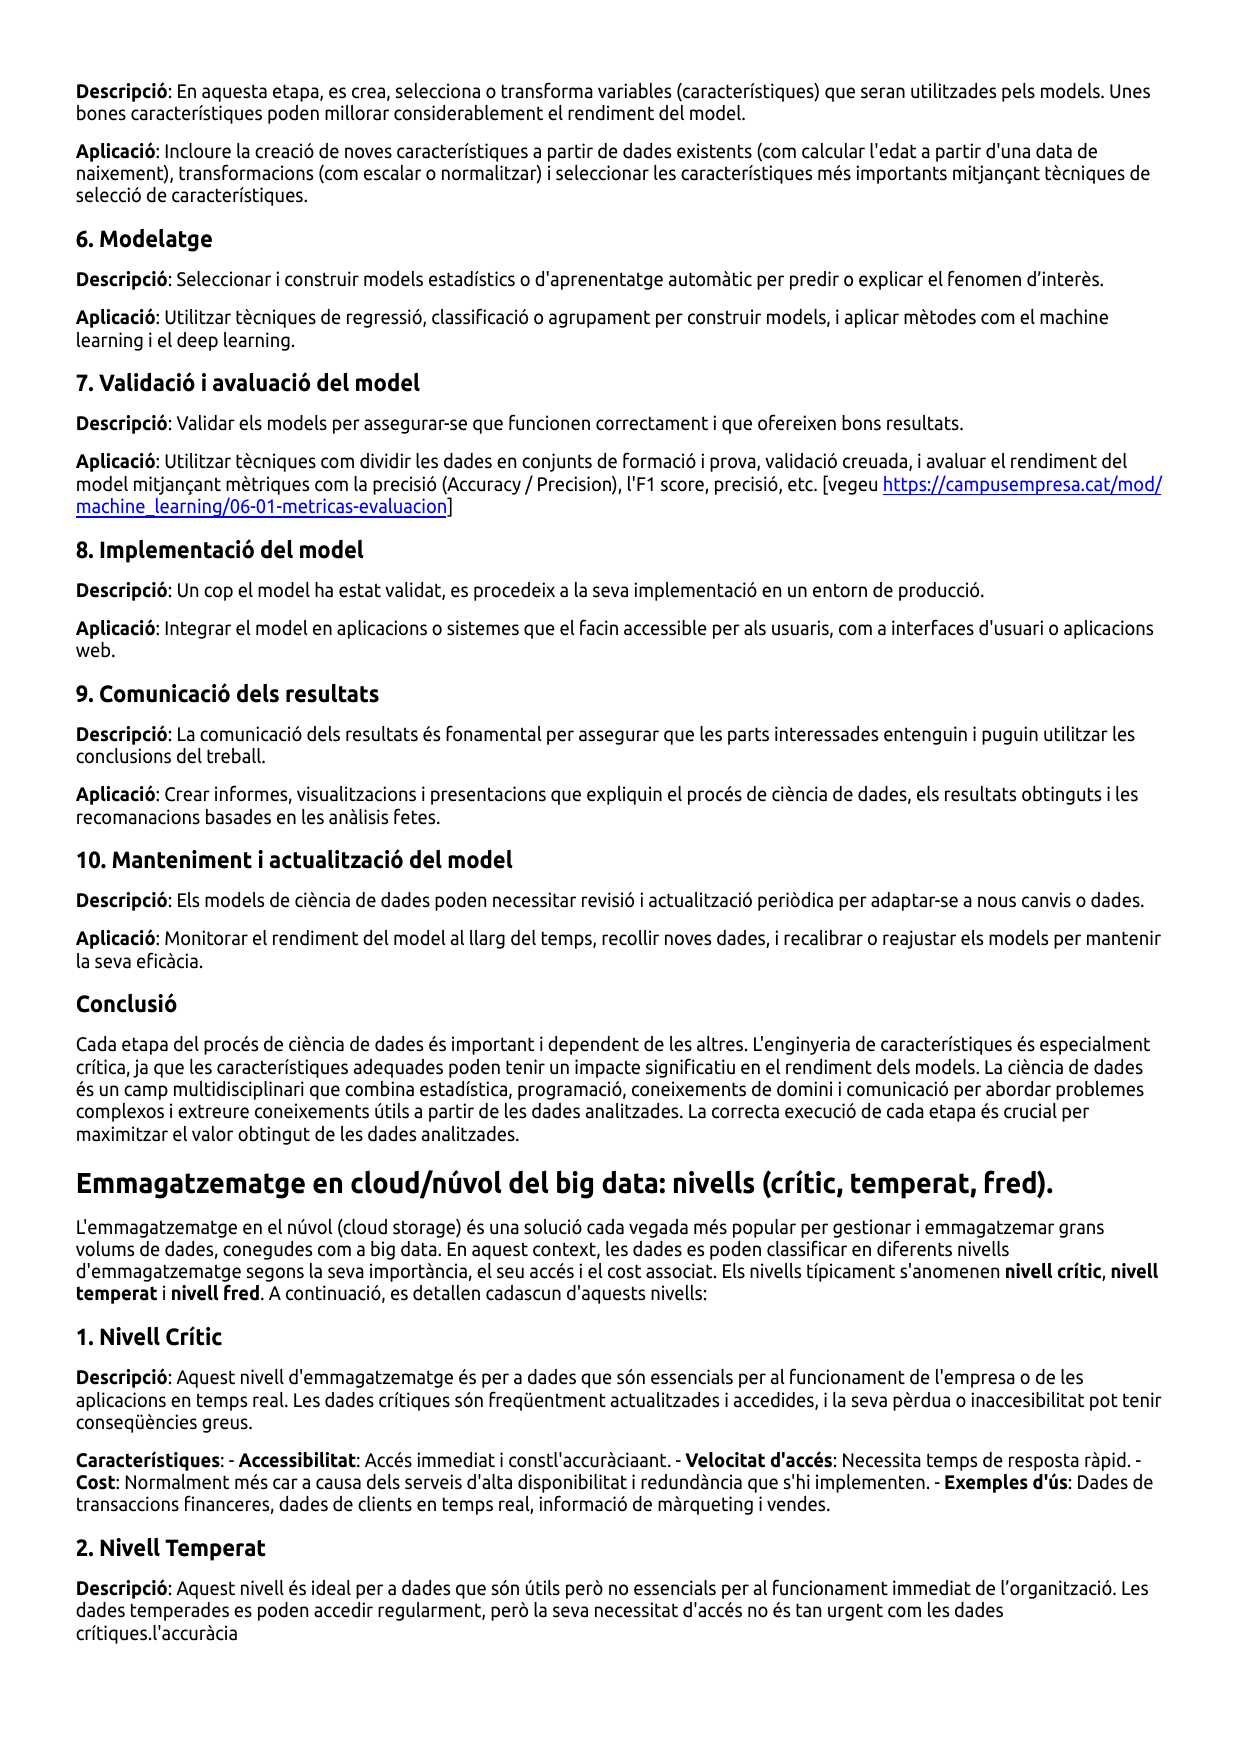 Descripció: En aquesta etapa, es crea, selecciona o transforma variables (característiques) que seran utilitzades pels models. Unes
bones característiques poden millorar considerablement el rendiment del model.
Aplicació: Incloure la creació de noves característiques a partir de dades existents (com calcular l'edat a partir d'una data de
naixement), transformacions (com escalar o normalitzar) i seleccionar les característiques més importants mitjançant tècniques de
selecció de característiques.
6. Modelatge
Descripció: Seleccionar i construir models estadístics o d'aprenentatge automàtic per predir o explicar el fenomen d’interès.
Aplicació: Utilitzar tècniques de regressió, classificació o agrupament per construir models, i aplicar mètodes com el machine
learning i el deep learning.
7. Validació i avaluació del model
Descripció: Validar els models per assegurar-se que funcionen correctament i que ofereixen bons resultats.
Aplicació: Utilitzar tècniques com dividir les dades en conjunts de formació i prova, validació creuada, i avaluar el rendiment del
model mitjançant mètriques com la precisió (Accuracy / Precision), l'F1 score, precisió, etc. [vegeu https://campusempresa.cat/mod/
machine_learning/06-01-metricas-evaluacion]
8. Implementació del model
Descripció: Un cop el model ha estat validat, es procedeix a la seva implementació en un entorn de producció.
Aplicació: Integrar el model en aplicacions o sistemes que el facin accessible per als usuaris, com a interfaces d'usuari o aplicacions
web.
9. Comunicació dels resultats
Descripció: La comunicació dels resultats és fonamental per assegurar que les parts interessades entenguin i puguin utilitzar les
conclusions del treball.
Aplicació: Crear informes, visualitzacions i presentacions que expliquin el procés de ciència de dades, els resultats obtinguts i les
recomanacions basades en les anàlisis fetes.
10. Manteniment i actualització del model
Descripció: Els models de ciència de dades poden necessitar revisió i actualització periòdica per adaptar-se a nous canvis o dades.
Aplicació: Monitorar el rendiment del model al llarg del temps, recollir noves dades, i recalibrar o reajustar els models per mantenir
la seva eficàcia.
Conclusió
Cada etapa del procés de ciència de dades és important i dependent de les altres. L'enginyeria de característiques és especialment
crítica, ja que les característiques adequades poden tenir un impacte significatiu en el rendiment dels models. La ciència de dades
és un camp multidisciplinari que combina estadística, programació, coneixements de domini i comunicació per abordar problemes
complexos i extreure coneixements útils a partir de les dades analitzades. La correcta execució de cada etapa és crucial per
maximitzar el valor obtingut de les dades analitzades.
Emmagatzematge en cloud/núvol del big data: nivells (crític, temperat, fred).
L'emmagatzematge en el núvol (cloud storage) és una solució cada vegada més popular per gestionar i emmagatzemar grans
volums de dades, conegudes com a big data. En aquest context, les dades es poden classificar en diferents nivells
d'emmagatzematge segons la seva importància, el seu accés i el cost associat. Els nivells típicament s'anomenen nivell crític, nivell
temperat i nivell fred. A continuació, es detallen cadascun d'aquests nivells:
1. Nivell Crític
Descripció: Aquest nivell d'emmagatzematge és per a dades que són essencials per al funcionament de l'empresa o de les
aplicacions en temps real. Les dades crítiques són freqüentment actualitzades i accedides, i la seva pèrdua o inaccesibilitat pot tenir
conseqüències greus.
Característiques: - Accessibilitat: Accés immediat i constl'accuràciaant. - Velocitat d'accés: Necessita temps de resposta ràpid. -
Cost: Normalment més car a causa dels serveis d'alta disponibilitat i redundància que s'hi implementen. - Exemples d'ús: Dades de
transaccions financeres, dades de clients en temps real, informació de màrqueting i vendes.
2. Nivell Temperat
Descripció: Aquest nivell és ideal per a dades que són útils però no essencials per al funcionament immediat de l’organització. Les
dades temperades es poden accedir regularment, però la seva necessitat d'accés no és tan urgent com les dades
crítiques.l'accuràcia